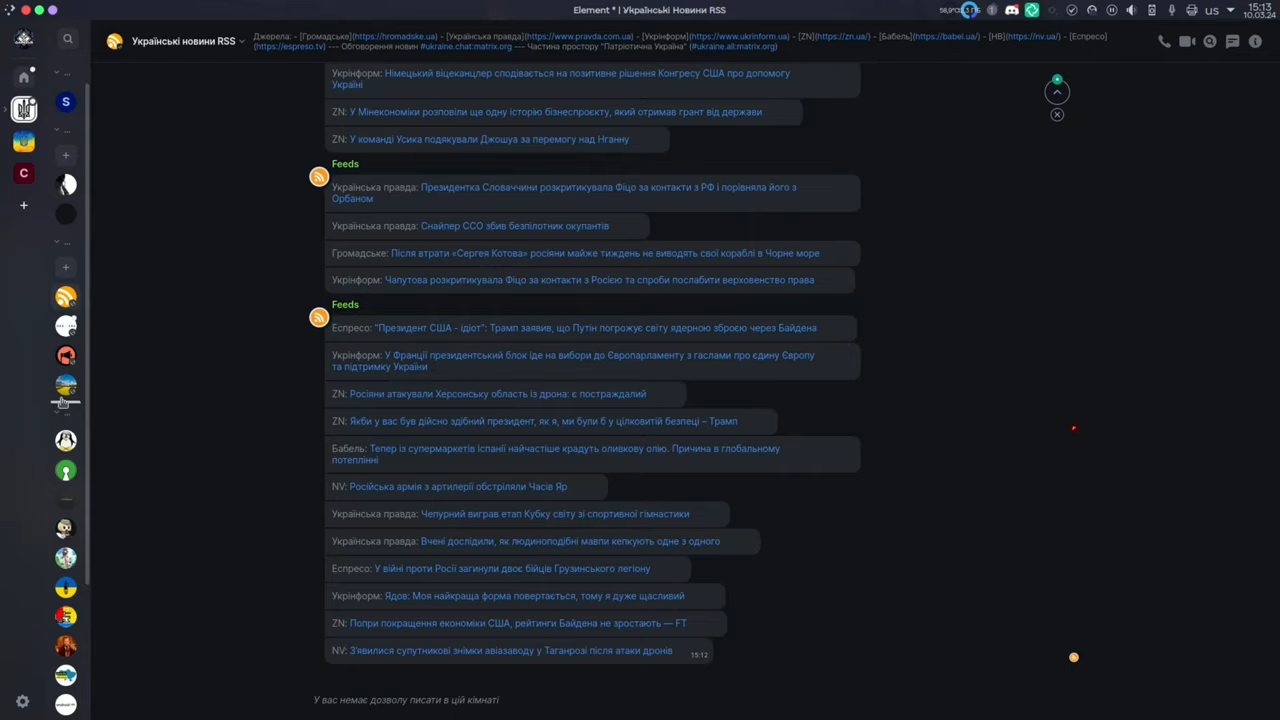 Element * | Українські Новини RSS
us
15:13
10.03.24
Українські новини RSS
Джерела: - [Громадське](https://hromadske.ua) - [Українська правда](https://www.pravda.com.ua) - [Укрінформ](https://www.ukrinform.ua) - [ZN](https://zn.ua/) - [Бабель](https://babel.ua/) - [НВ](https://nv.ua/) - [Еспресо]
(https://espreso.tv) --- Обговорення новин #ukraine.chat:matrix.org --- Частина простору "Патріотична Україна" (#ukraine.all:matrix.org)
S
C
Укрінформ: Німецький віцеканцлер сподівається на позитивне рішення Конгресу США про допомогу
Україні
ZN: У Мінекономіки розповіли ще одну історію бізнеспроєкту, який отримав грант від держави
ZN: У команді Усика подякували Джошуа за перемогу над Нганну
Feeds
Українська правда: Президентка Словаччини розкритикувала Фіцо за контакти з РФ і порівняла його з
Орбаном
Українська правда: Снайпер ССО збив безпілотник окупантів
Громадське: Після втрати «Сергея Котова» росіяни майже тиждень не виводять свої кораблі в Чорне море
Укрінформ: Чапутова розкритикувала Фіцо за контакти з Росією та спроби послабити верховенство права
Feeds
Еспресо: "Президент США - ідіот": Трамп заявив, що Путін погрожує світу ядерною зброєю через Байдена
Укрінформ: У Франції президентський блок іде на вибори до Європарламенту з гаслами про єдину Європу
та підтримку України
ZN: Росіяни атакували Херсонську область із дрона: є постраждалий
ZN: Якби у вас був дійсно здібний президент, як я, ми були б у цілковитій безпеці – Трамп
Бабель: Тепер із супермаркетів Іспанії найчастіше крадуть оливкову олію. Причина в глобальному
потеплінні
NV: Російська армія з артилерії обстріляли Часів Яр
Українська правда: Чепурний виграв етап Кубку світу зі спортивної гімнастики
Українська правда: Вчені дослідили, як людиноподібні мавпи кепкують одне з одного
Еспресо: У війні проти Росії загинули двоє бійців Грузинського легіону
Укрінформ: Ядов: Моя найкраща форма повертається, тому я дуже щасливий
ZN: Попри покращення економіки США, рейтинги Байдена не зростають — FT
NV: З'явилися супутникові знімки авіазаводу у Таганрозі після атаки дронів
15:12
У вас немає дозволу писати в цій кімнаті